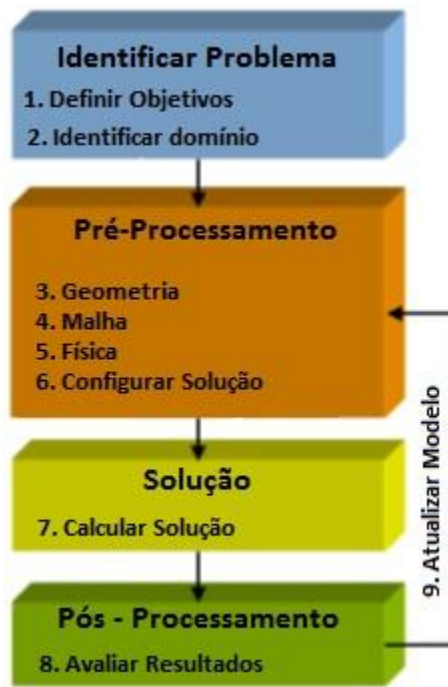 Identificar Problema
1. Definir Objetivos
2. Identificar domínio
Pré-Processamento
3. Geometria
4. Malha
5. Física
6. Configurar Solução
Solução
7. Calcular Solução
Pós - Processamento
8. Avaliar Resultados
9. Atualizar Modelo